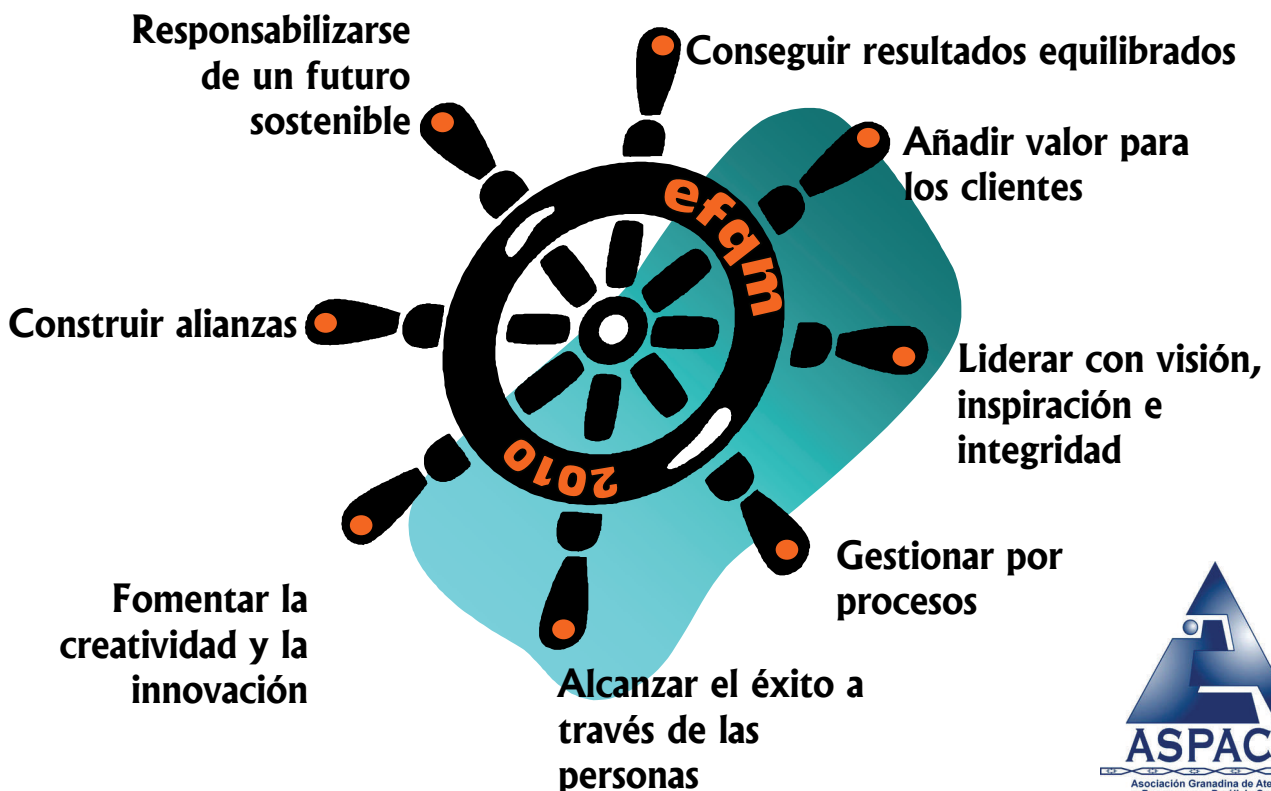 Responsabilizarse
de un futuro
sostenible
Conseguir resultados equilibrados
Añadir valor para
los clientes
efqm
Construir alianzas
Liderar con visión,
inspiración e
integridad
2010
Gestionar por
procesos
Fomentar la
creatividad y la
innovación
Alcanzar el éxito a
través de las
personas
ASPAC
Asociación Granadina de